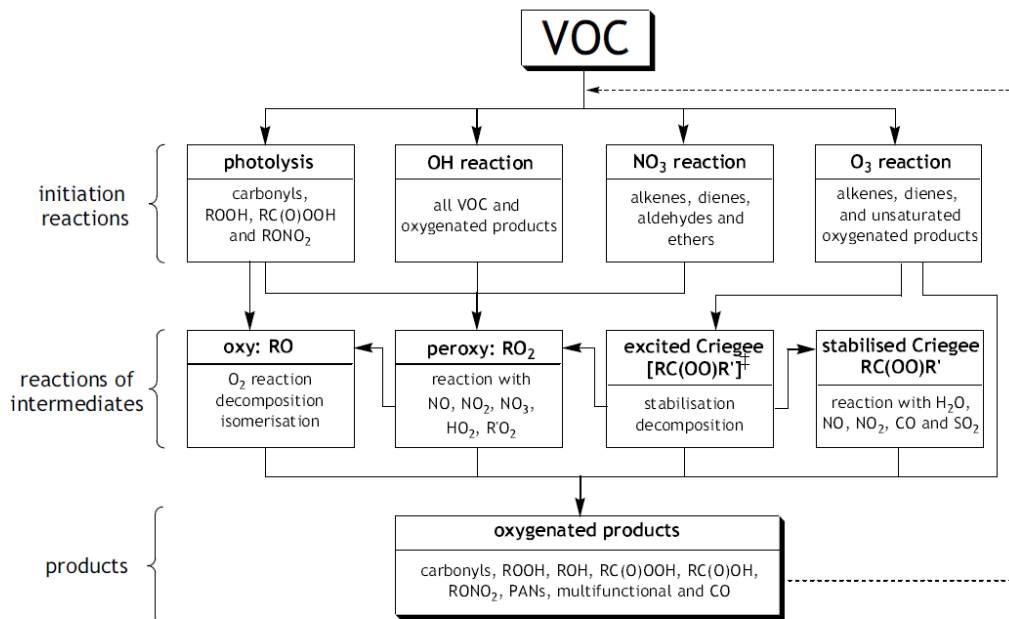 VOC
initiation
reactions
photolysis
carbonyls,
ROOH, RC(O)OOH
and RONO₂
OH reaction
all VOC and
oxygenated products
NO₃ reaction
alkenes, dienes,
aldehydes and
ethers
O₃ reaction
alkenes, dienes,
and unsaturated
oxygenated products
reactions of
intermediates
oxy: RO
O₂ reaction
decomposition
isomerisation
peroxy: RO₂
reaction with
NO, NO₂, NO₃,
HO₂, R'O₂
excited Criegee
[RC(OO)R']‡
stabilisation
decomposition
stabilised Criegee
RC(OO)R'
reaction with H₂O,
NO, NO₂, CO and SO₂
products
oxygenated products
carbonyls, ROOH, ROH, RC(O)OOH, RC(O)OH,
RONO₂, PANs, multifunctional and CO